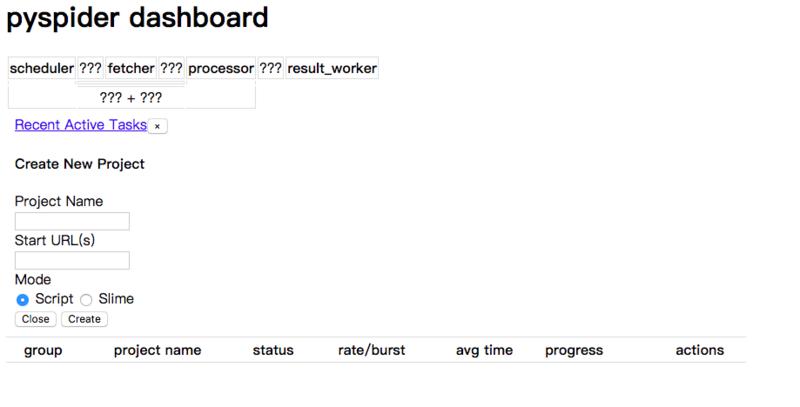 pyspider dashboard
scheduler ??? fetcher ??? processor ??? result_worker
??? + ???
Recent Active Tasks ×
Create New Project
Project Name
Start URL(s)
Mode
Script Slime
Close Create
group project name status rate/burst avg time progress actions